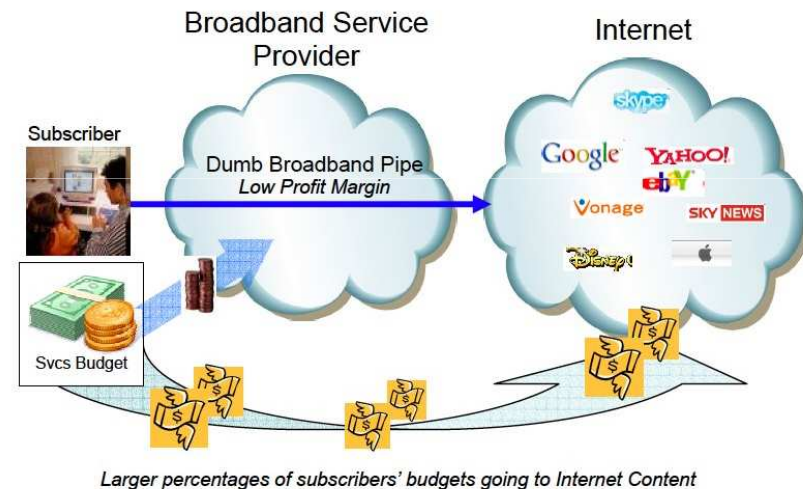 Broadband Service
Provider
Internet
Subscriber
Dumb Broadband Pipe
Low Profit Margin
skype
Google
YAHOO!
ebY
Vonage
SKY NEWS
Disney
Svcs Budget
$
$
$
$
$
$
Larger percentages of subscribers' budgets going to Internet Content